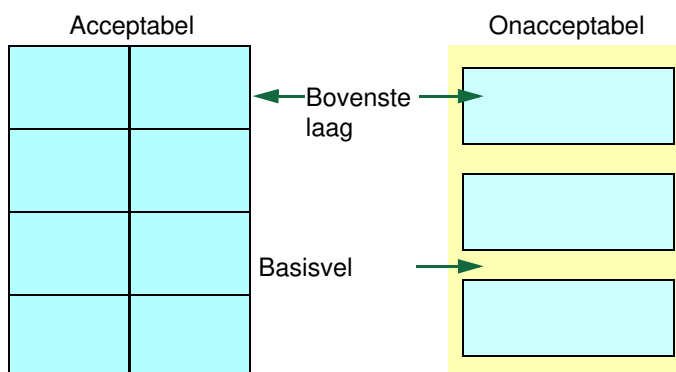 Acceptabel
Onacceptabel
Bovenste
laag
Basisvel